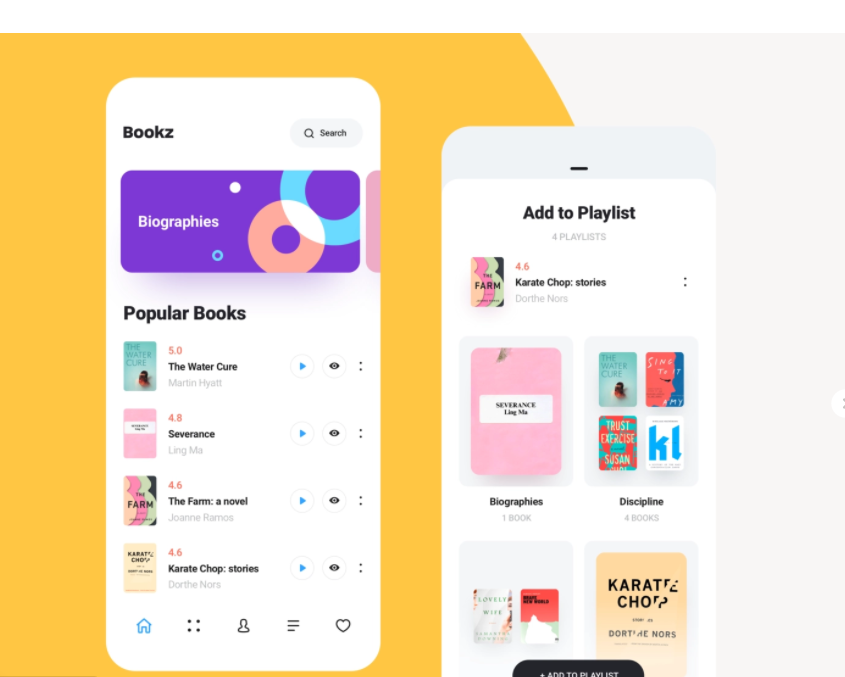 Bookz
Search
Biographies
Popular Books
THE
WATER
CURE
5.0
The Water Cure
Martin Hyatt
SEVERANCE
Ling Ma
4.8
Severance
Ling Ma
THE
FARM
4.6
The Farm: a novel
Joanne Ramos
KARATE
CHOP
4.6
Karate Chop: stories
Dorthe Nors
Add to Playlist
4 PLAYLISTS
THE
FARM
4.6
Karate Chop: stories
Dorthe Nors
SEVERANCE
Ling Ma
Biographies
1 BOOK
THE
WATER
CURE
SING
TO IT
AMY
TRUST
EXERCISE
SUSAN
kl
Discipline
4 BOOKS
LOVELY
WIFE
BRAVE
NEW WORLD
KARATE
CHOP
DORTHE NORS
+ ADD TO PLAYLIST